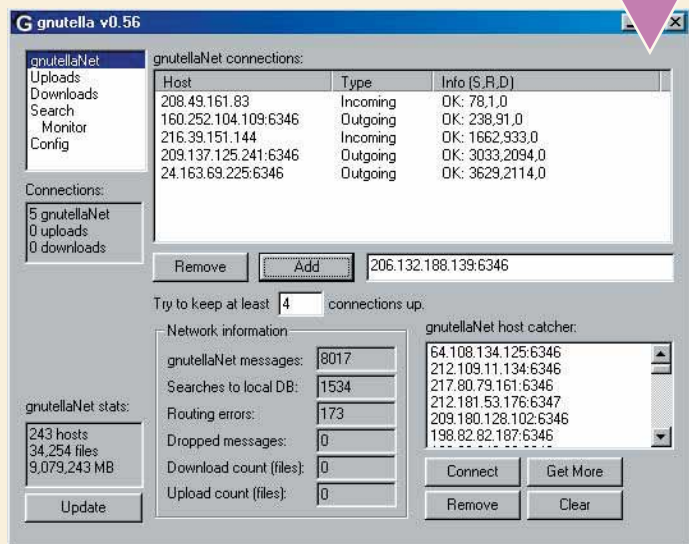 G gnutella v0.56
gnutellaNet
Uploads
Downloads
Search
Monitor
Config
Connections:
5 gnutellaNet
0 uploads
0 downloads
gnutellaNet stats:
243 hosts
34,254 files
9,079,243 MB
Update
gnutellaNet connections:
Host Type Info (S,R,D)
208.49.161.83 Incoming OK: 78,1,0
160.252.104.109:6346 Outgoing OK: 238,91,0
216.39.151.144 Incoming OK: 1662,933,0
209.137.125.241:6346 Outgoing OK: 3033,2094,0
24.163.69.225:6346 Outgoing OK: 3629,2114,0
Remove Add 206.132.188.139:6346
Try to keep at least 4 connections up.
Network information
gnutellaNet messages: 8017
Searches to local DB: 1534
Routing errors: 173
Dropped messages: 0
Download count (files): 0
Upload count (files): 0
gnutellaNet host catcher:
64.108.134.125:6346
212.109.11.134:6346
217.80.79.161:6346
212.181.53.176:6347
209.180.128.102:6346
198.82.82.187:6346
Connect Get More
Remove Clear